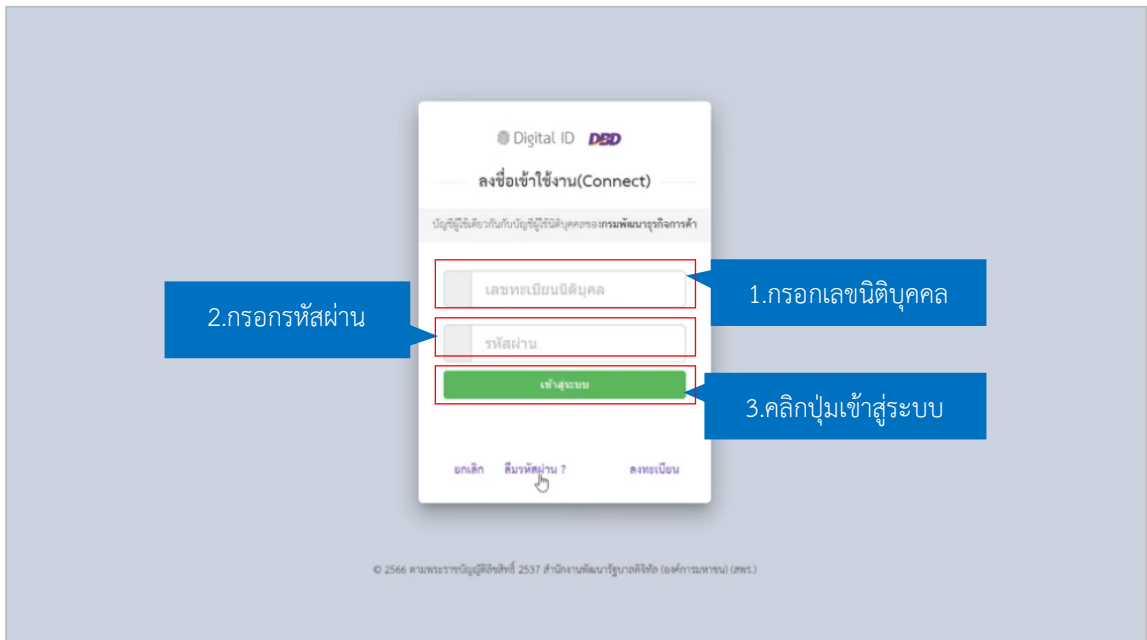 Digital ID DBD
ลงชื่อเข้าใช้งาน(Connect)
บัญชีผู้ใช้เดียวกันกับบัญชีผู้ใช้นิติบุคคลของกรมพัฒนาธุรกิจการค้า
เลขทะเบียนนิติบุคล
1.กรอกเลขนิติบุคคล
2.กรอกรหัสผ่าน
รหัสผ่าน
เข้าสู่ระบบ
3.คลิกปุ่มเข้าสู่ระบบ
ยกเลิก ลืมรหัสผ่าน ? ลงทะเบียน
© 2566 ตามพระราชบัญญัติลิขสิทธิ์ 2537 สำนักงานพัฒนารัฐบาลดิจิทัล (องค์การมหาชน) (สพร.)